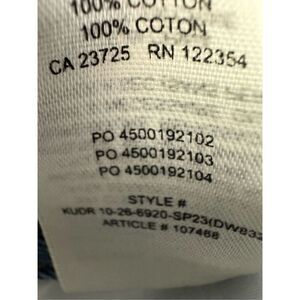 100% COTTON
100% COTON
CA 23725 RN 122354
PO 4500192102
PO 4500192103
PO 4500192104
STYLE #
KUDR 10-26-6920-SP23(DW832
ARTICLE # 107468